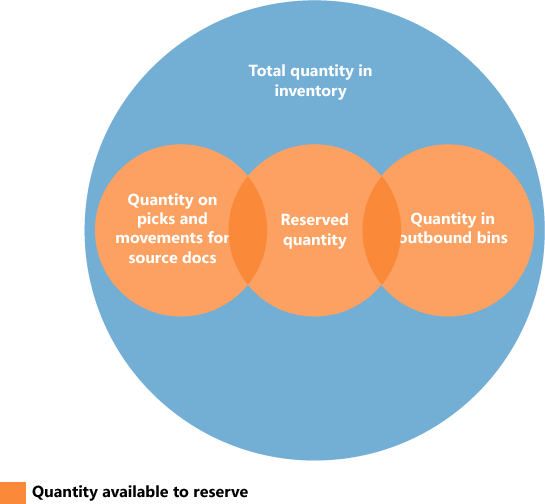 Total quantity in
inventory
Quantity on
picks and
movements for
source docs
Reserved
quantity
Quantity in
outbound bins
Quantity available to reserve